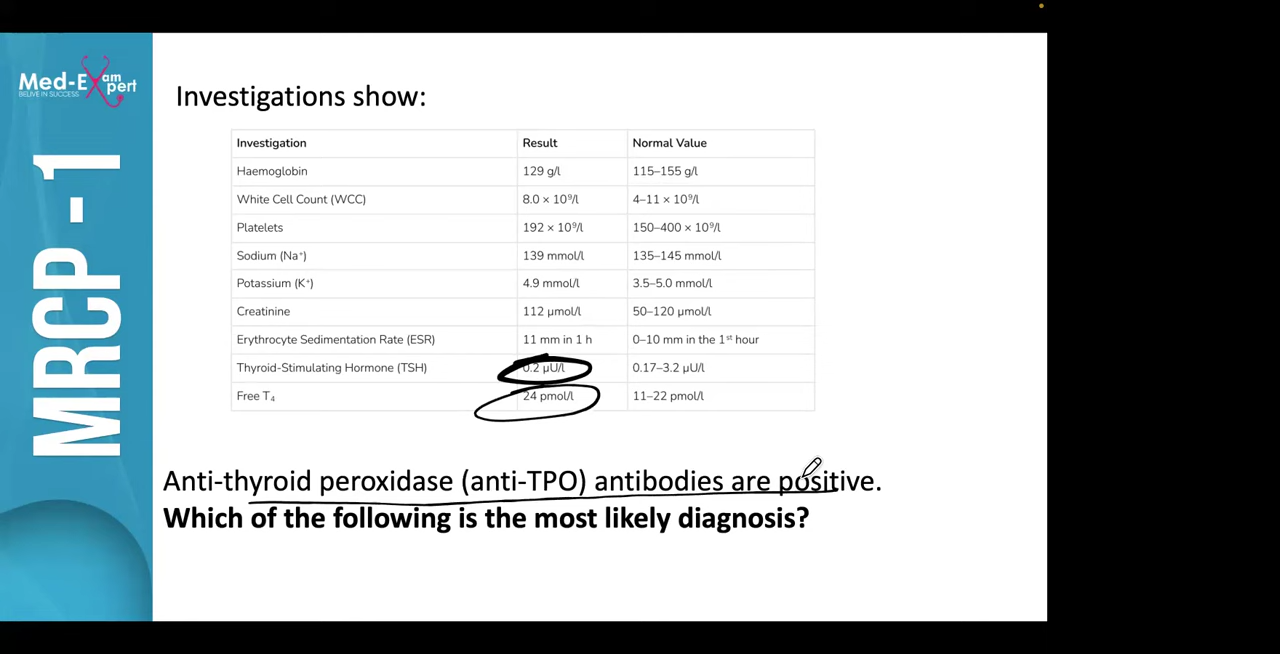 Med-Expert
BELIVE IN SUCCESS
MRCP -1
Investigations show:
Investigation Result Normal Value
Haemoglobin 129 g/l 115–155 g/l
White Cell Count (WCC) 8.0 × 10⁹/l 4–11 × 10⁹/l
Platelets 192 × 10⁹/l 150–400 × 10⁹/l
Sodium (Na⁺) 139 mmol/l 135–145 mmol/l
Potassium (K⁺) 4.9 mmol/l 3.5–5.0 mmol/l
Creatinine 112 µmol/l 50–120 µmol/l
Erythrocyte Sedimentation Rate (ESR) 11 mm in 1 h 0–10 mm in the 1ˢᵗ hour
Thyroid-Stimulating Hormone (TSH) 0.2 µU/l 0.17–3.2 µU/l
Free T₄ 24 pmol/l 11–22 pmol/l
Anti-thyroid peroxidase (anti-TPO) antibodies are positive.
Which of the following is the most likely diagnosis?